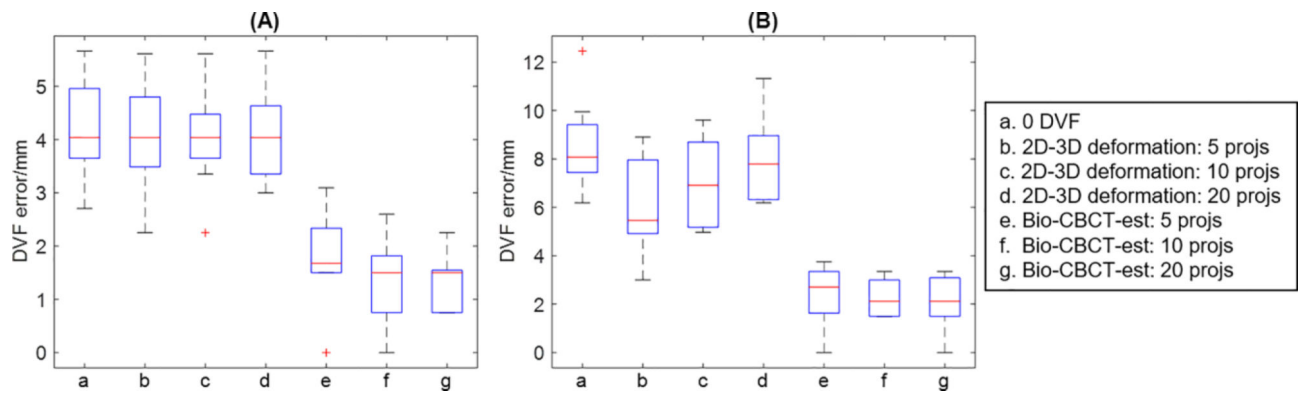 (A)
DVF error/mm
5
4
3
2
1
0
a b c d e f g
(B)
DVF error/mm
12
10
8
6
4
2
0
a b c d e f g
a. 0 DVF
b. 2D-3D deformation: 5 projs
c. 2D-3D deformation: 10 projs
d. 2D-3D deformation: 20 projs
e. Bio-CBCT-est: 5 projs
f. Bio-CBCT-est: 10 projs
g. Bio-CBCT-est: 20 projs